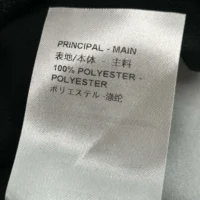 PRINCIPAL - MAIN
表地/本体 - 主料
100% POLYESTER -
POLYESTER
ポリエステル -涤纶